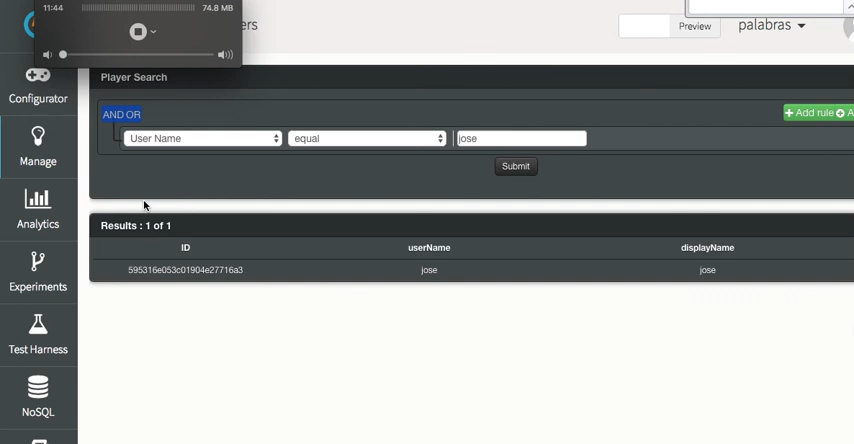 11:44 74.8 MB
ers
Preview
palabras
Configurator
Manage
Analytics
Experiments
Test Harness
NoSQL
Player Search
AND OR
Add rule A
User Name equal jose
Submit
Results : 1 of 1
ID userName displayName
595316e053c01904e27716a3 jose jose